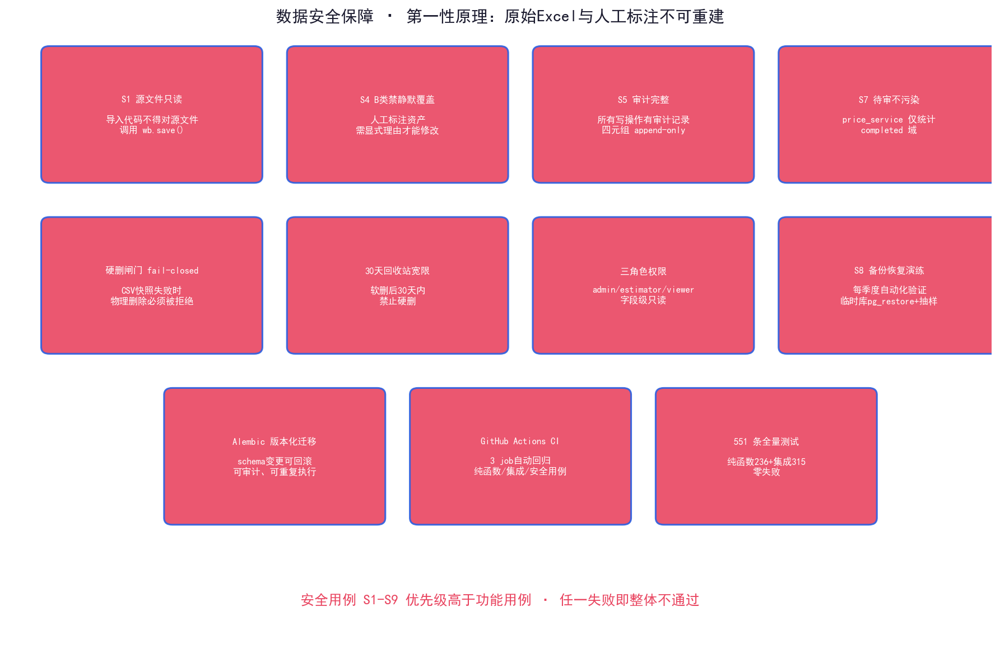 数据安全保障 · 第一性原理: 原始Excel与人工标注不可重建
S1 源文件只读
导入代码不得对源文件
调用 wb.save()
S4 B类禁静默覆盖
人工标注资产
需显式理由才能修改
S5 审计完整
所有写操作有审计记录
四元组 append-only
S7 待审不污染
price_service 仅统计
completed 域
硬删闸门 fail-closed
CSV快照失败时
物理删除必须被拒绝
30天回收站宽限
软删后30天内
禁止硬删
三角色权限
admin/estimator/viewer
字段级只读
S8 备份恢复演练
每季度自动化验证
临时库pg_restore+抽样
Alembic 版本化迁移
schema变更可回滚
可审计、可重复执行
GitHub Actions CI
3 job自动回归
纯函数/集成/安全用例
551 条全量测试
纯函数236+集成315
零失败
安全用例 S1-S9 优先级高于功能用例 · 任一失败即整体不通过